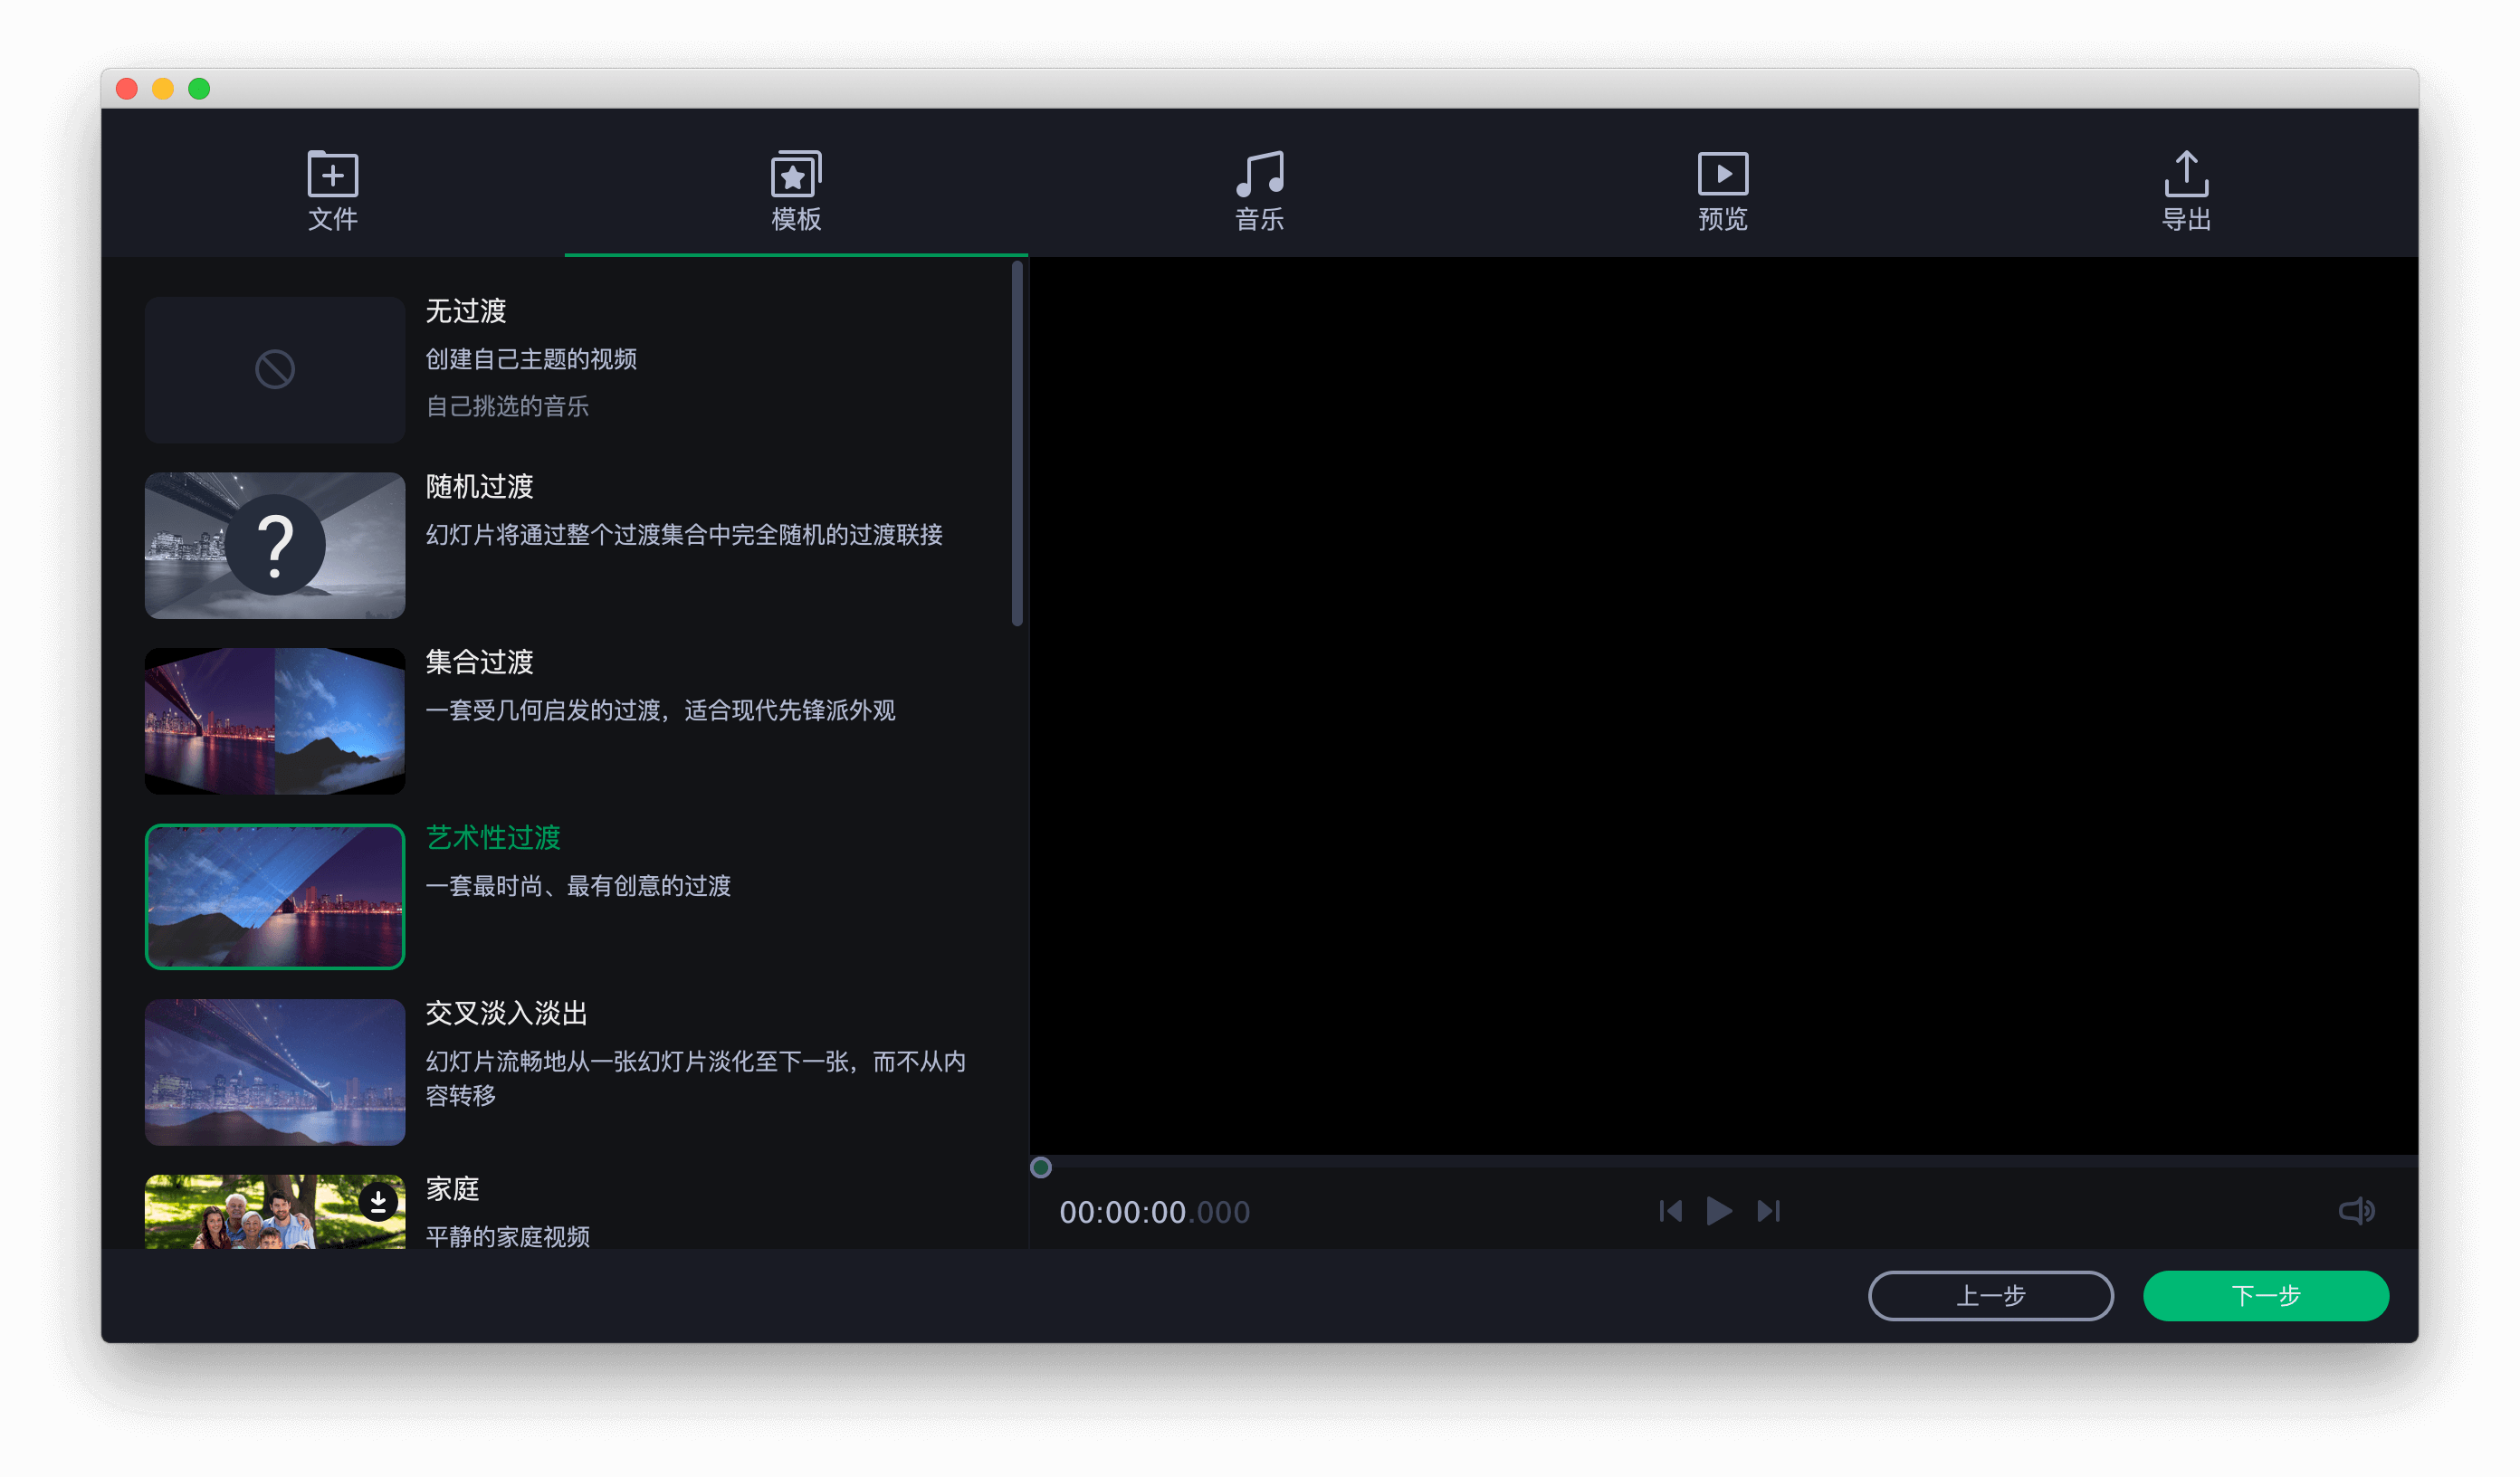 文件
模板
音乐
预览
导出
无过渡
创建自己主题的视频
自己挑选的音乐
随机过渡
幻灯片将通过整个过渡集合中完全随机的过渡联接
集合过渡
一套受几何启发的过渡，适合现代先锋派外观
艺术性过渡
一套最时尚、最有创意的过渡
交叉淡入淡出
幻灯片流畅地从一张幻灯片淡化至下一张，而不从内
容转移
家庭
平静的家庭视频
00:00:00.000
上一步
下一步